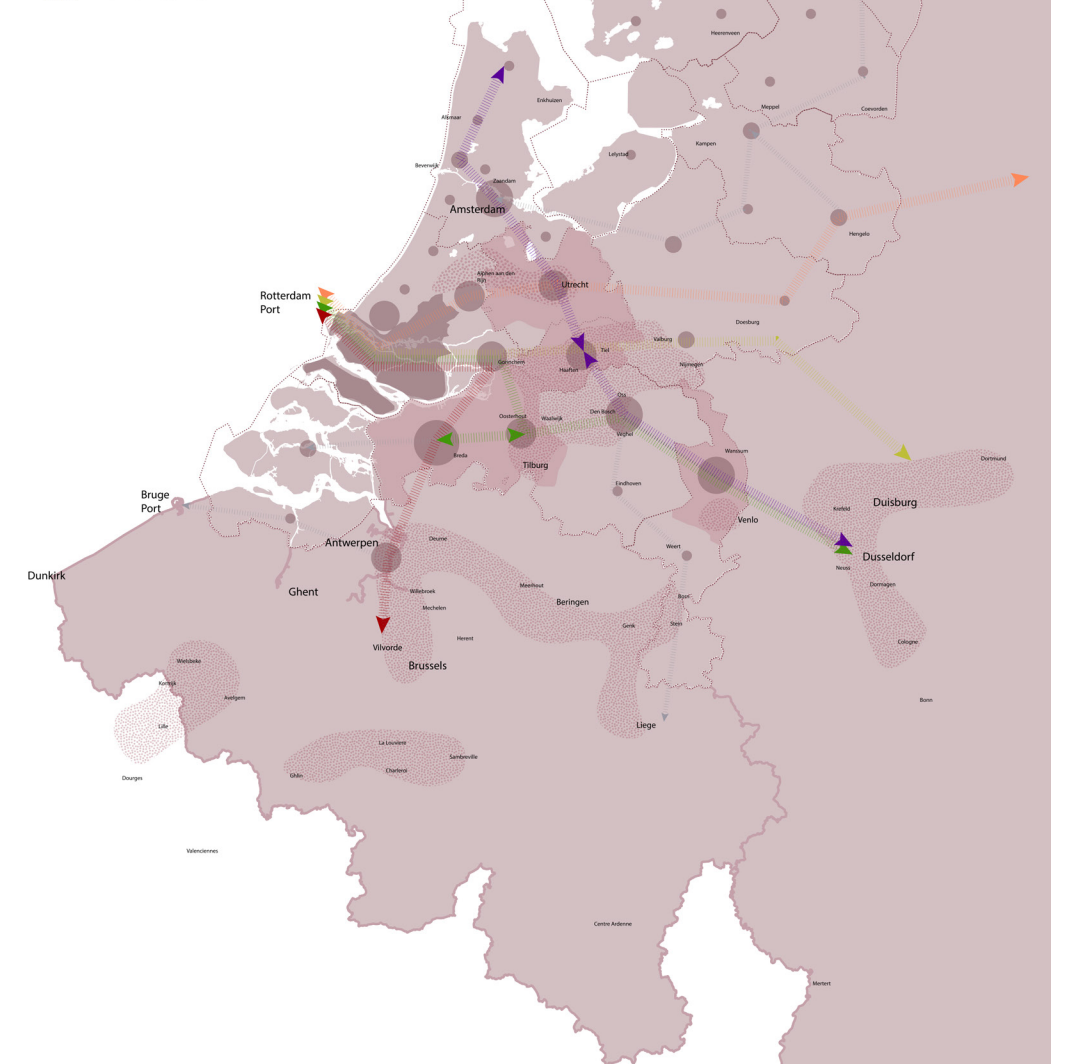 Heerenveen
Enkhuizen
Meppel
Coevorden
Alkmaar
Kampen
Lelystad
Beverwijk
Zaandam
Amsterdam
Hengelo
Alphen aan den
Rijn
Utrecht
Rotterdam
Port
Doesburg
Valburg
Tiel
Gorinchem
Haaften
Nijmegen
Oss
Den Bosch
Oosterhout
Waalwijk
Veghel
Breda
Tilburg
Wanssum
Dortmund
Eindhoven
Bruge
Port
Krefeld
Duisburg
Venlo
Antwerpen
Deurne
Weert
Dusseldorf
Neuss
Dunkirk
Ghent
Willebroek
Meerhout
Dormagen
Mechelen
Beringen
Born
Stein
Genk
Herent
Cologne
Vilvorde
Brussels
Wielsbeke
Kortrijk
Avelgem
Bonn
Lille
Liege
La Louviere
Sambreville
Charleroi
Ghlin
Dourges
Valenciennes
Centre Ardenne
Mertert